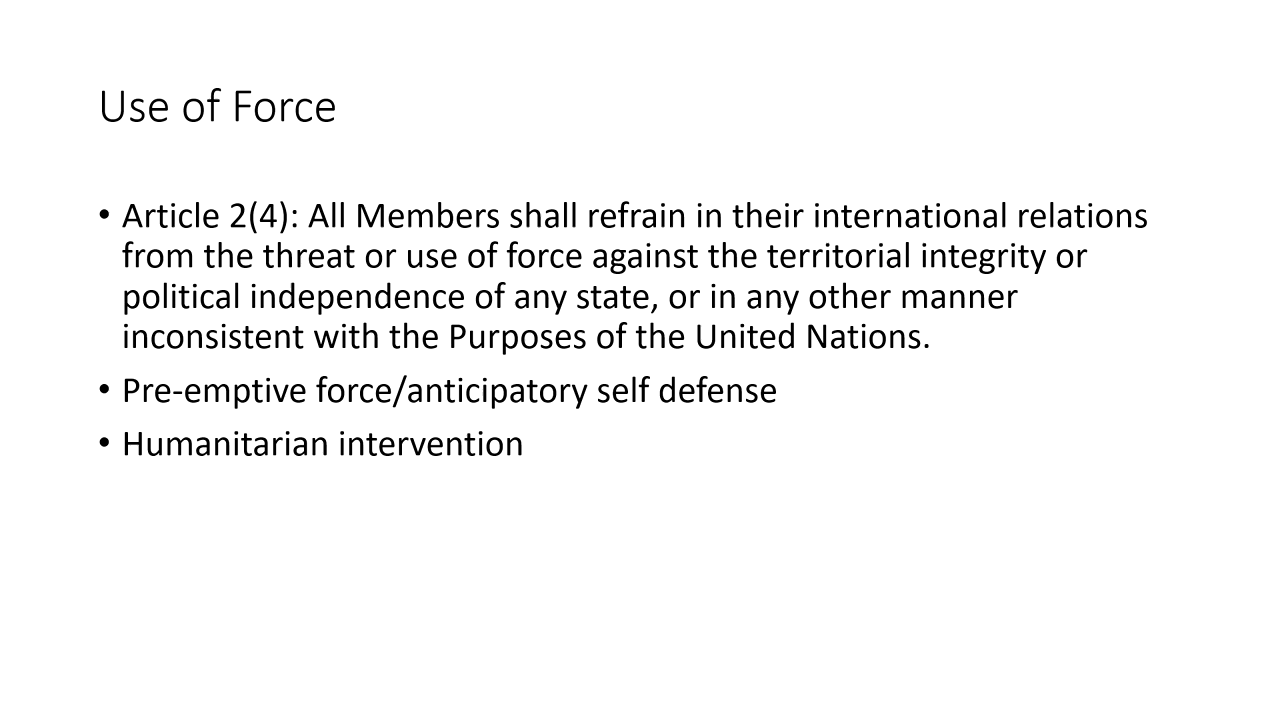 Use of Force
• Article 2(4): All Members shall refrain in their international relations
from the threat or use of force against the territorial integrity or
political independence of any state, or in any other manner
inconsistent with the Purposes of the United Nations.
• Pre-emptive force/anticipatory self defense
• Humanitarian intervention